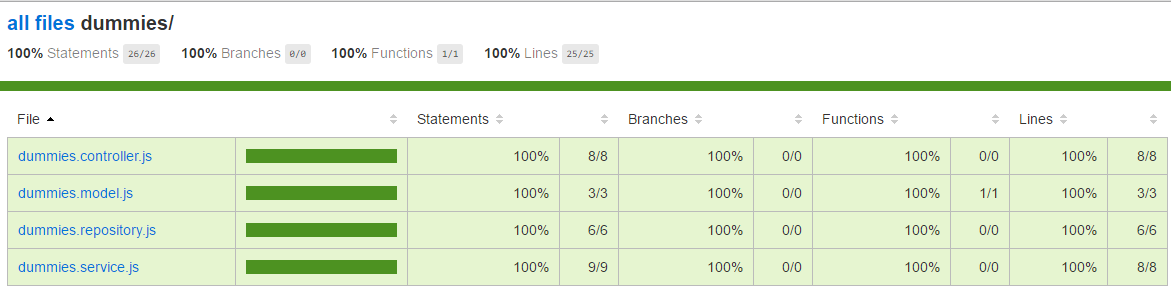 all files dummies/
100% Statements 26/26 100% Branches 0/0 100% Functions 1/1 100% Lines 25/25
File Statements Branches Functions Lines
dummies.controller.js 100% 8/8 100% 0/0 100% 0/0 100% 8/8
dummies.model.js 100% 3/3 100% 0/0 100% 1/1 100% 3/3
dummies.repository.js 100% 6/6 100% 0/0 100% 0/0 100% 6/6
dummies.service.js 100% 9/9 100% 0/0 100% 0/0 100% 8/8